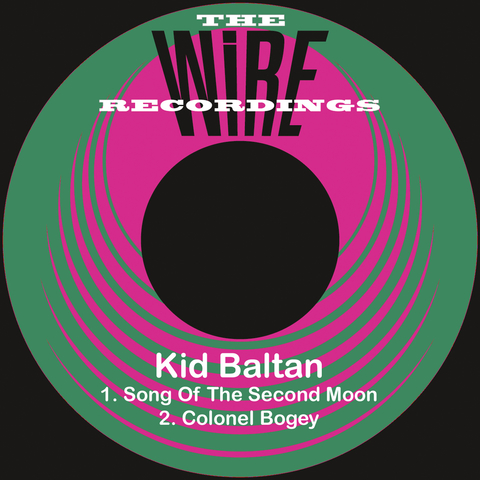 THE
WiRE
RECORDINGS
Kid Baltan
1. Song Of The Second Moon
2. Colonel Bogey